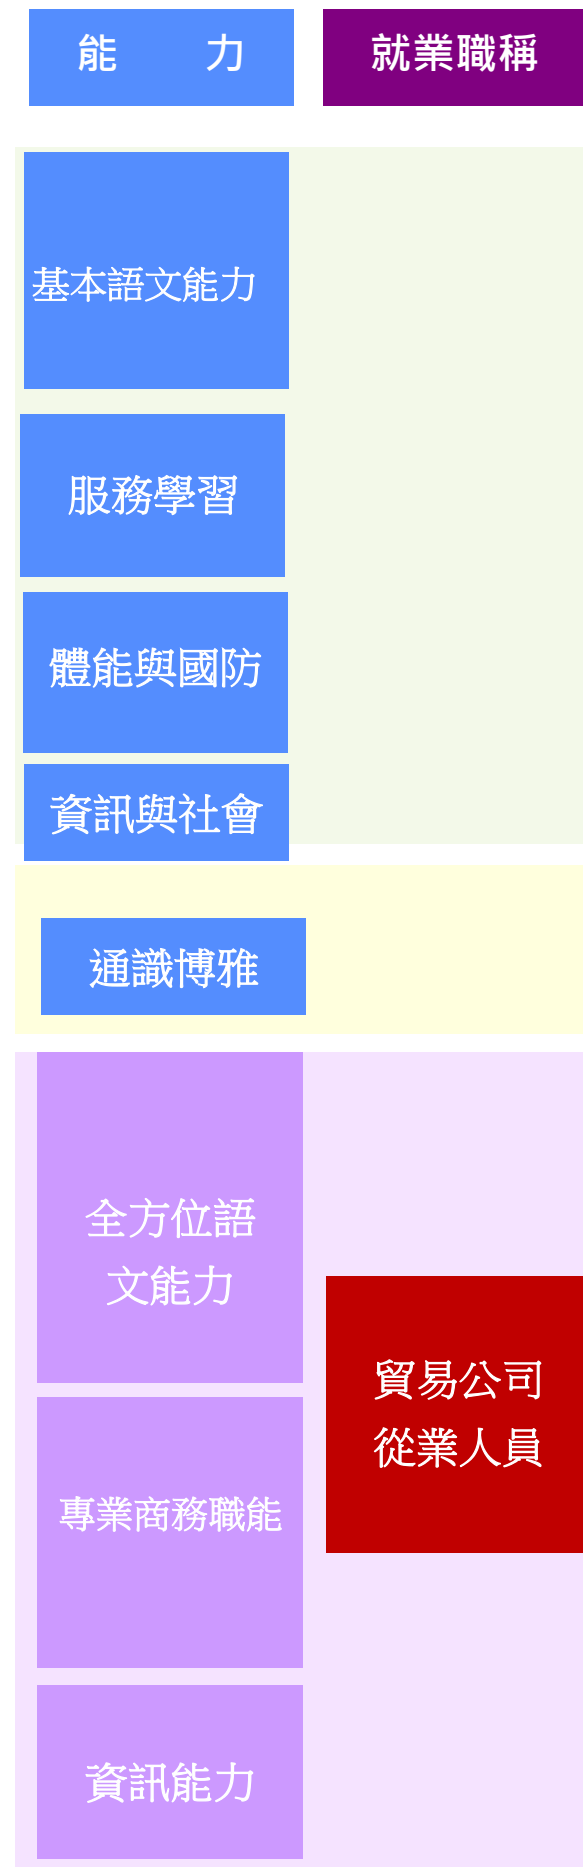 能　　力
就業職稱
基本語文能力
服務學習
體能與國防
資訊與社會
通識博雅
全方位語
文能力
貿易公司
從業人員
專業商務職能
資訊能力